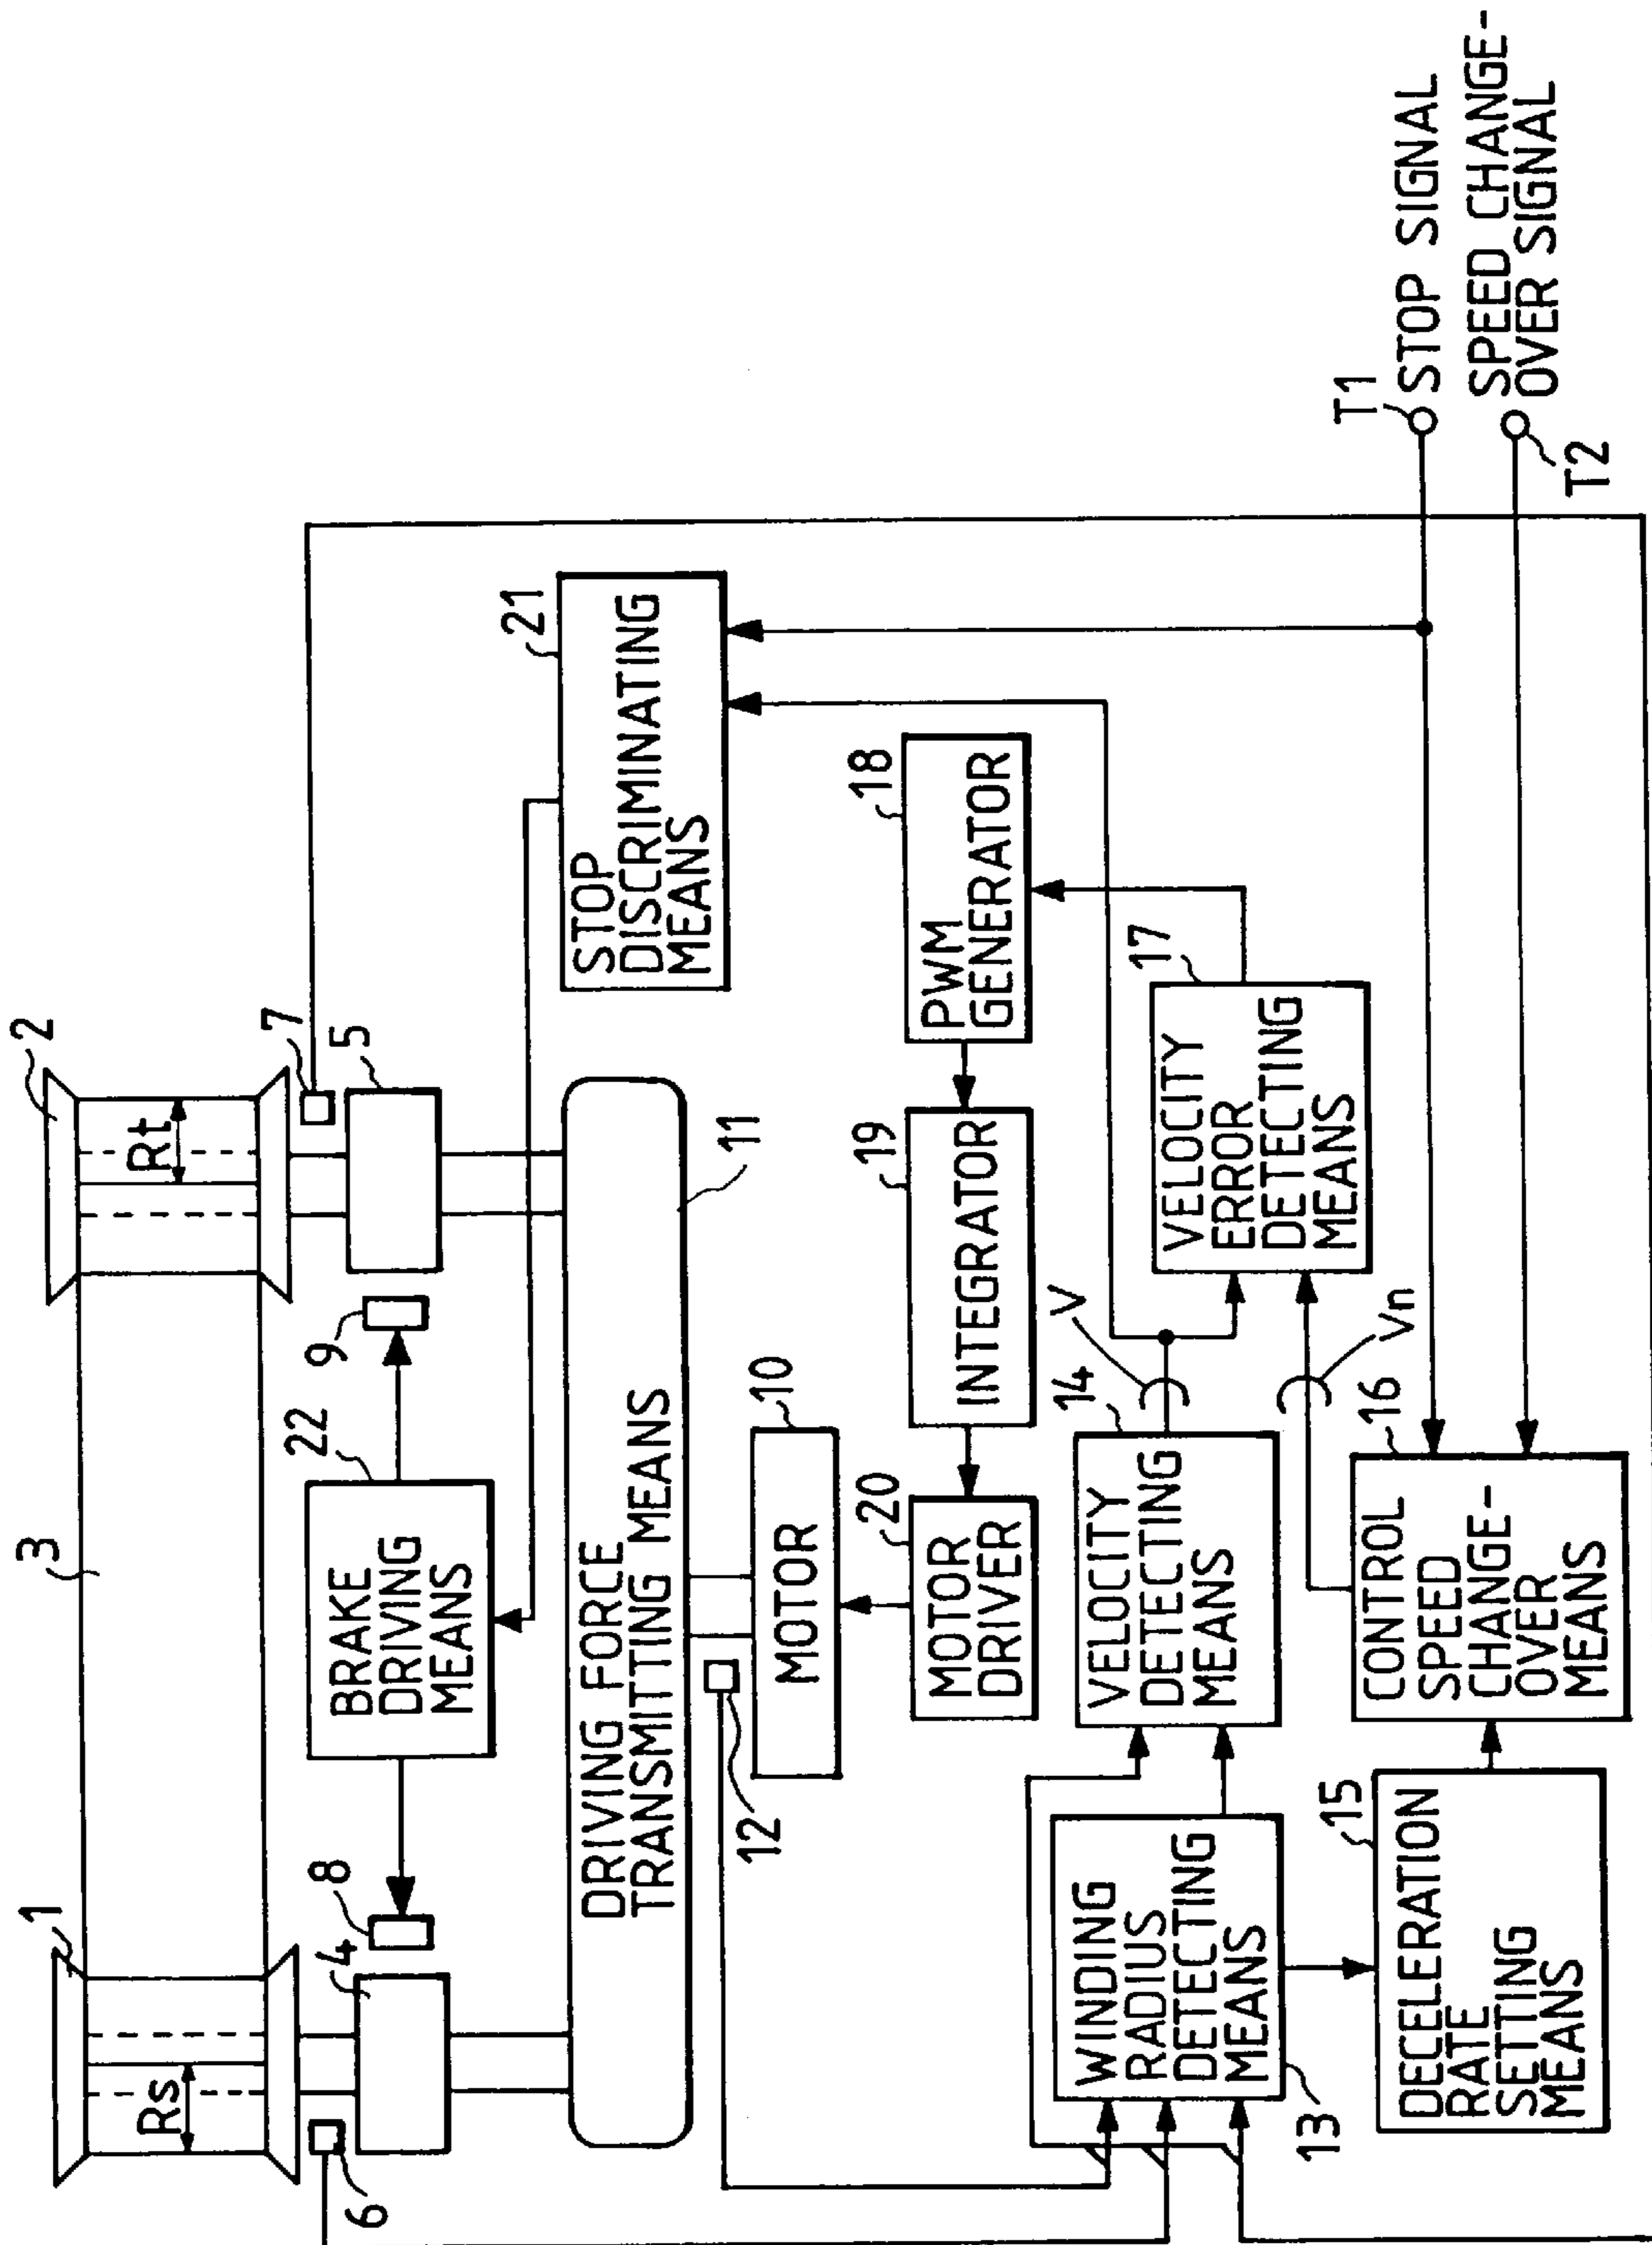 1
Rs
6
4
8
3
BRAKE
DRIVING
MEANS
22
9
2
Rt
7
5
DRIVING FORCE
TRANSMITTING MEANS
11
12
MOTOR
10
STOP
DISCRIMINATING
MEANS
21
MOTOR
DRIVER
20
INTEGRATOR
19
PWM
GENERATOR
18
WINDING
RADIUS
DETECTING
MEANS
13
VELOCITY
DETECTING
MEANS
14
V
VELOCITY
ERROR
DETECTING
MEANS
17
Vn
DECELERATION
RATE
SETTING
MEANS
15
CONTROL
SPEED
CHANGE-
OVER
MEANS
16
T1
STOP SIGNAL
T2
SPEED CHANGE-
OVER SIGNAL